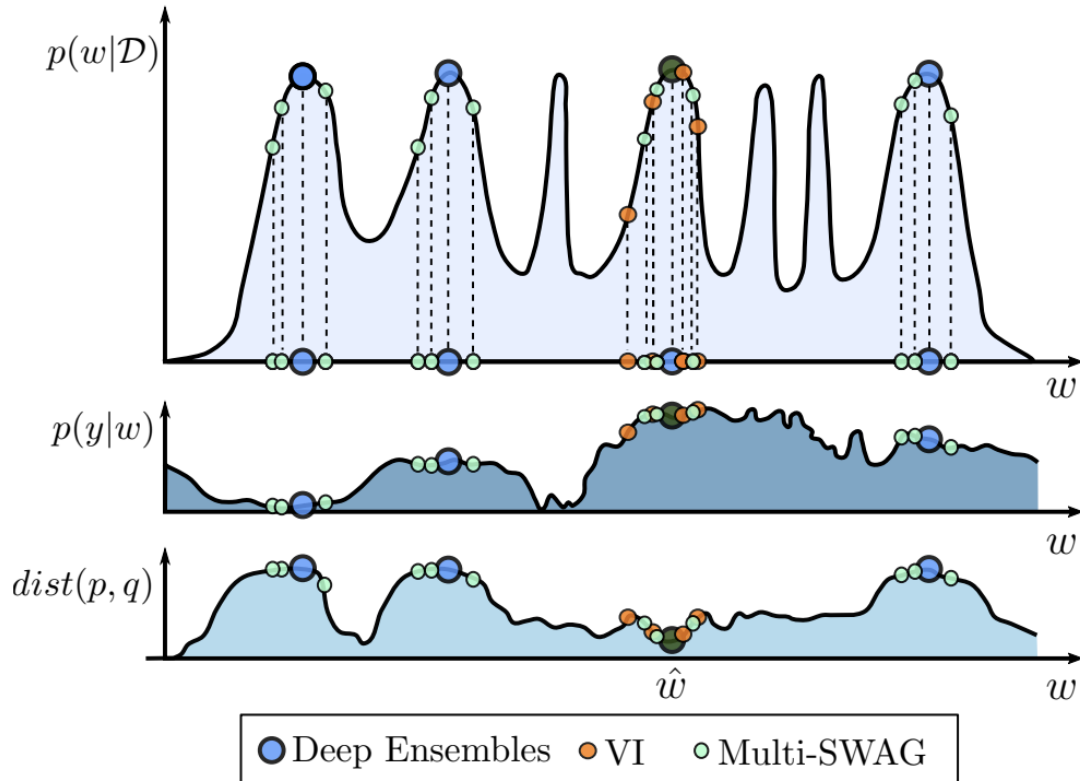 p(w|𝒟)
w
p(y|w)
w
dist(p, q)
ŵ
w
Deep Ensembles VI Multi-SWAG